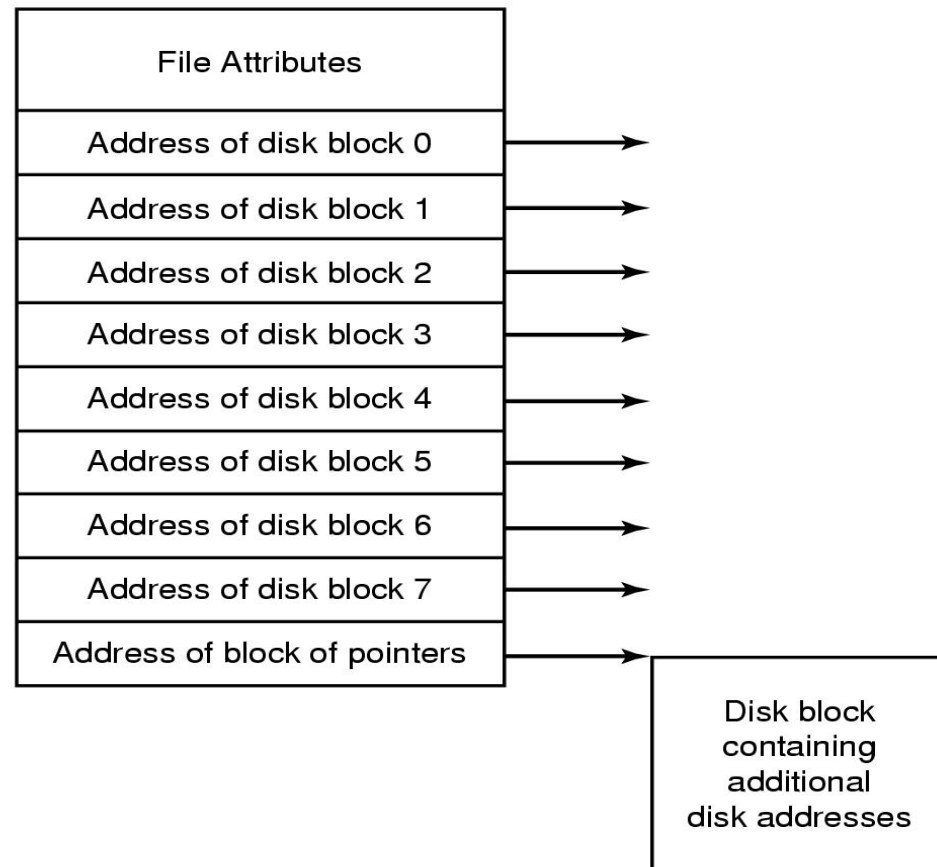 File Attributes
Address of disk block 0
Address of disk block 1
Address of disk block 2
Address of disk block 3
Address of disk block 4
Address of disk block 5
Address of disk block 6
Address of disk block 7
Address of block of pointers
Disk block
containing
additional
disk addresses